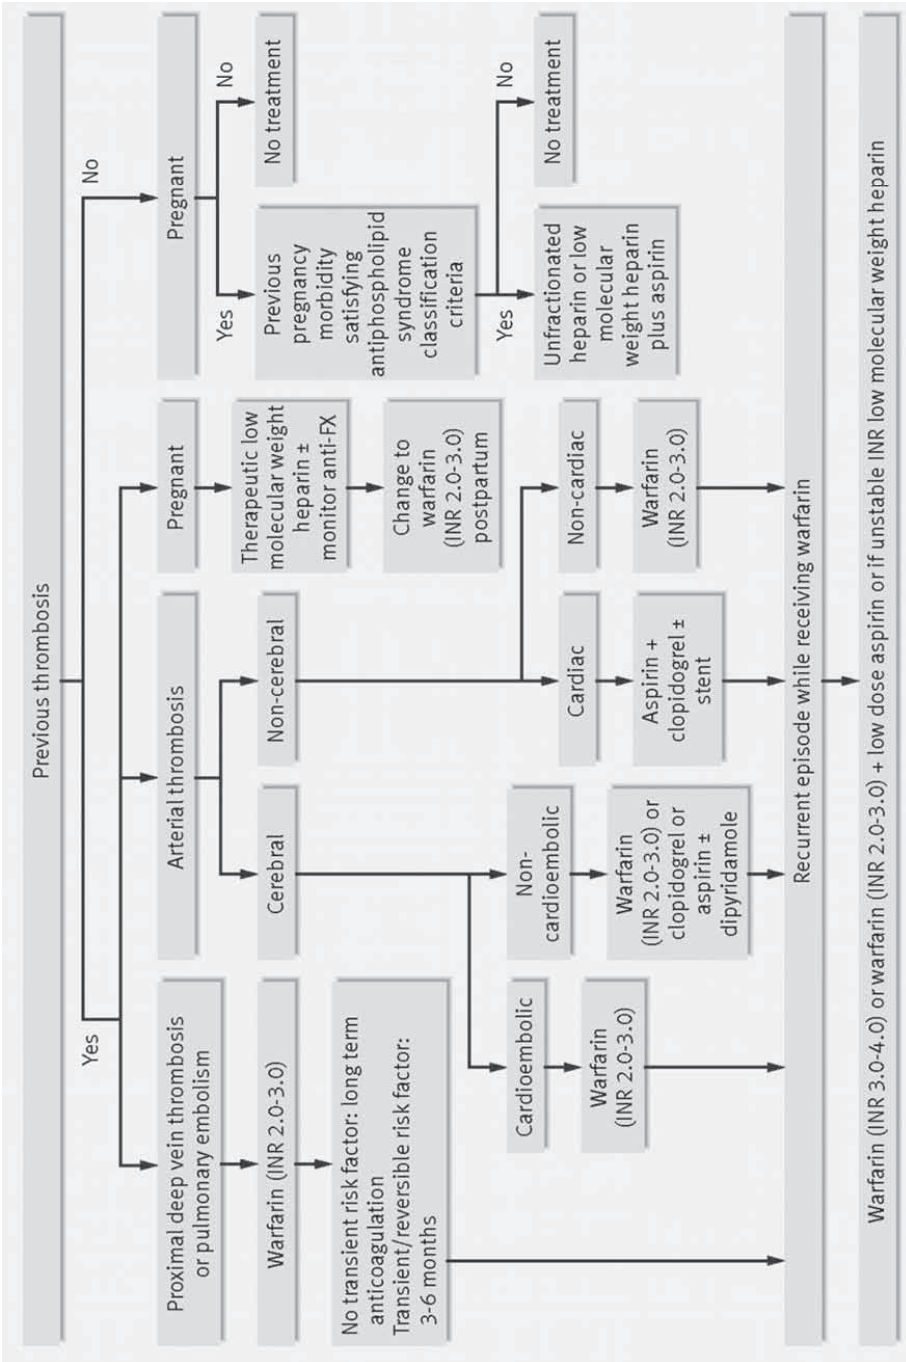 Previous thrombosis
Yes
No
Proximal deep vein thrombosis
or pulmonary embolism
Warfarin (INR 2.0-3.0)
No transient risk factor: long term
anticoagulation
Transient/reversible risk factor:
3-6 months
Arterial thrombosis
Cerebral
Cardioembolic
Warfarin
(INR 2.0-3.0)
Non-
cardioembolic
Warfarin
(INR 2.0-3.0) or
clopidogrel or
aspirin ±
dipyridamole
Non-cerebral
Cardiac
Aspirin +
clopidogrel ±
stent
Non-cardiac
Warfarin
(INR 2.0-3.0)
Pregnant
Therapeutic low
molecular weight
heparin ±
monitor anti-FX
Change to
warfarin
(INR 2.0-3.0)
postpartum
Pregnant
Yes
No
Previous
pregnancy
morbidity
satisfying
antiphospholipid
syndrome
classification
criteria
No treatment
Yes
No
Unfractionated
heparin or low
molecular
weight heparin
plus aspirin
No treatment
Recurrent episode while receiving warfarin
Warfarin (INR 3.0-4.0) or warfarin (INR 2.0-3.0) + low dose aspirin or if unstable INR low molecular weight heparin